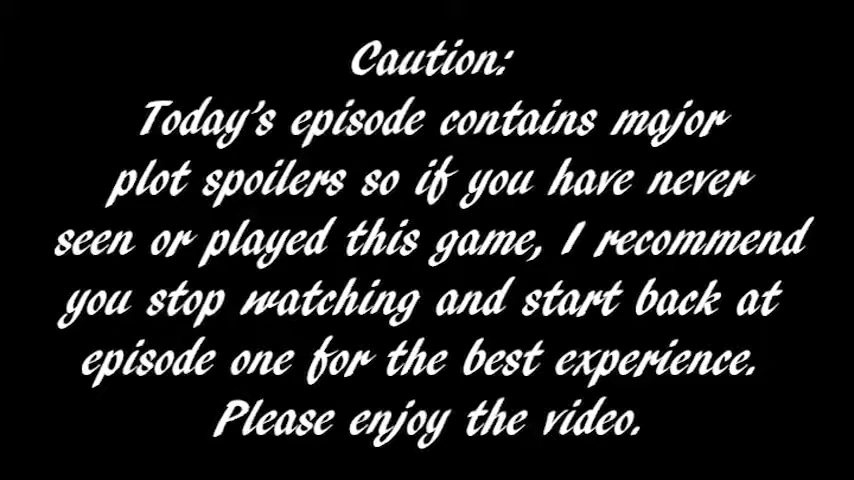 Caution:
Today's episode contains major
plot spoilers so if you have never
seen or played this game, I recommend
you stop watching and start back at
episode one for the best experience.
Please enjoy the video.